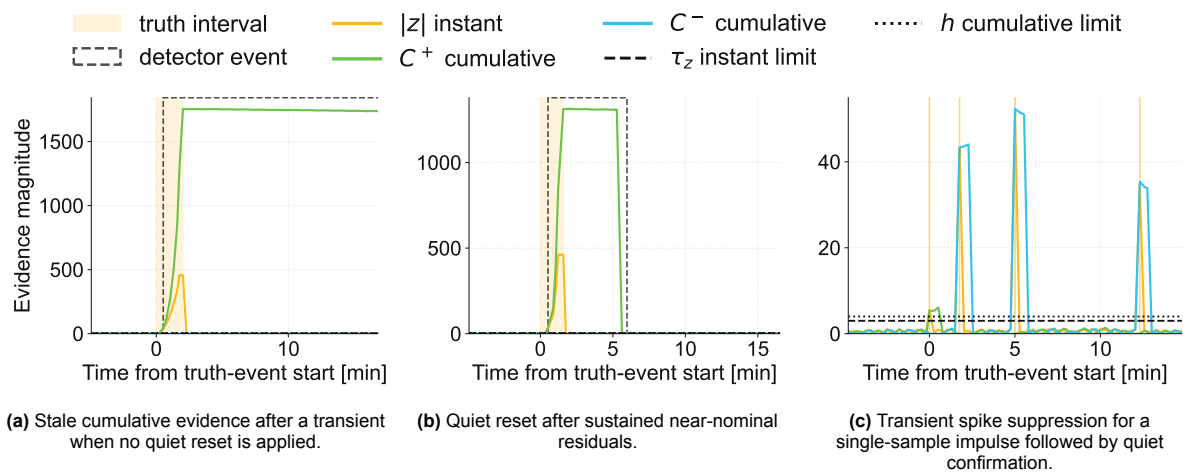 truth interval
detector event
|z| instant
C⁺ cumulative
C⁻ cumulative
τ_z instant limit
h cumulative limit
Evidence magnitude
1500
1000
500
0
0
10
Time from truth-event start [min]
(a) Stale cumulative evidence after a transient
when no quiet reset is applied.
1000
500
0
0
5
10
15
Time from truth-event start [min]
(b) Quiet reset after sustained near-nominal
residuals.
40
20
0
0
5
10
Time from truth-event start [min]
(c) Transient spike suppression for a
single-sample impulse followed by quiet
confirmation.